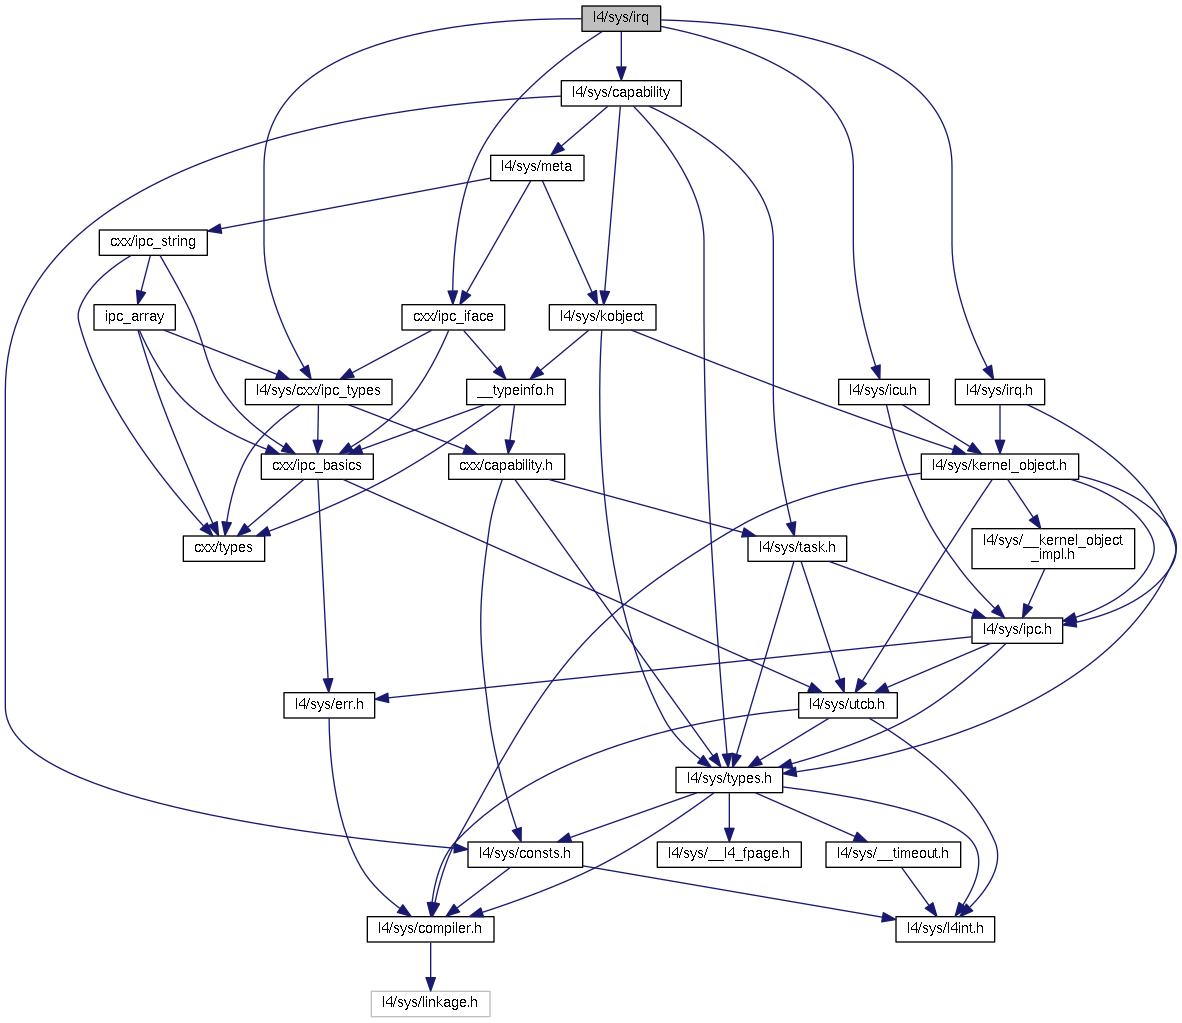 l4/sys/irq
l4/sys/capability
l4/sys/meta
cxx/ipc_string
ipc_array
cxx/ipc_iface
l4/sys/kobject
l4/sys/cxx/ipc_types
__typeinfo.h
l4/sys/icu.h
l4/sys/irq.h
cxx/ipc_basics
cxx/capability.h
l4/sys/kernel_object.h
cxx/types
l4/sys/task.h
l4/sys/__kernel_object
_impl.h
l4/sys/ipc.h
l4/sys/err.h
l4/sys/utcb.h
l4/sys/types.h
l4/sys/consts.h
l4/sys/__l4_fpage.h
l4/sys/__timeout.h
l4/sys/compiler.h
l4/sys/l4int.h
l4/sys/linkage.h